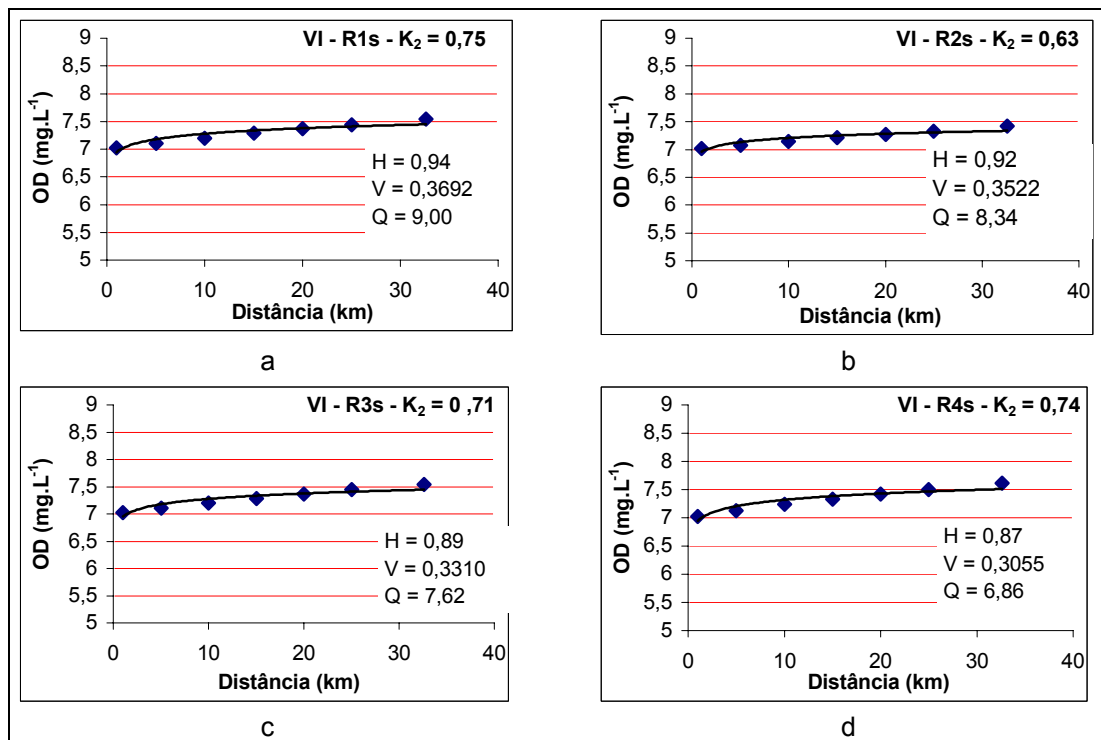 VI - R1s - K2 = 0,75
9
8,5
8
7,5
7
6,5
6
5,5
5
OD (mg.L-1)
H = 0,94
V = 0,3692
Q = 9,00
0 10 20 30 40
Distância (km)
a
VI - R2s - K2 = 0,63
9
8,5
8
7,5
7
6,5
6
5,5
5
OD (mg.L-1)
H = 0,92
V = 0,3522
Q = 8,34
0 10 20 30 40
Distância (km)
b
VI - R3s - K2 = 0 ,71
9
8,5
8
7,5
7
6,5
6
5,5
5
OD (mg.L-1)
H = 0,89
V = 0,3310
Q = 7,62
0 10 20 30 40
Distância (km)
c
VI - R4s - K2 = 0,74
9
8,5
8
7,5
7
6,5
6
5,5
5
OD (mg.L-1)
H = 0,87
V = 0,3055
Q = 6,86
0 10 20 30 40
Distância (km)
d